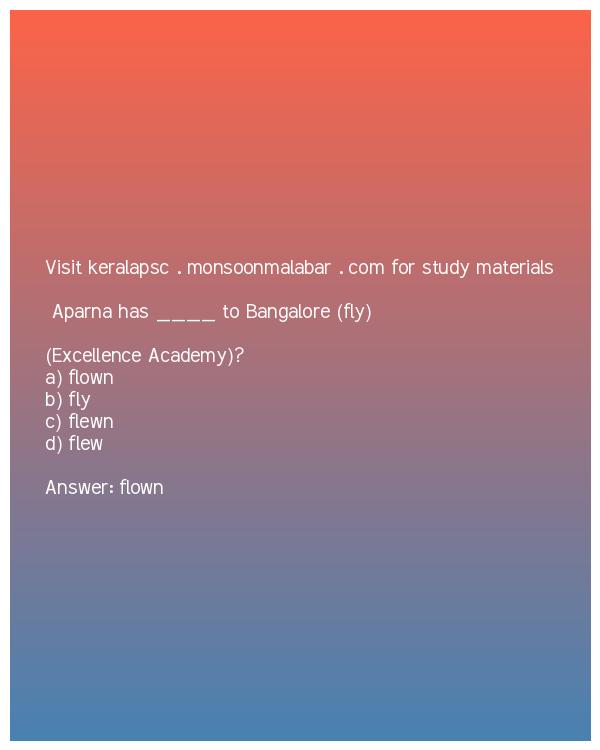 Visit keralapsc . monsoonmalabar . com for study materials
Aparna has ____ to Bangalore (fly)
(Excellence Academy)?
a) flown
b) fly
c) flewn
d) flew
Answer: flown